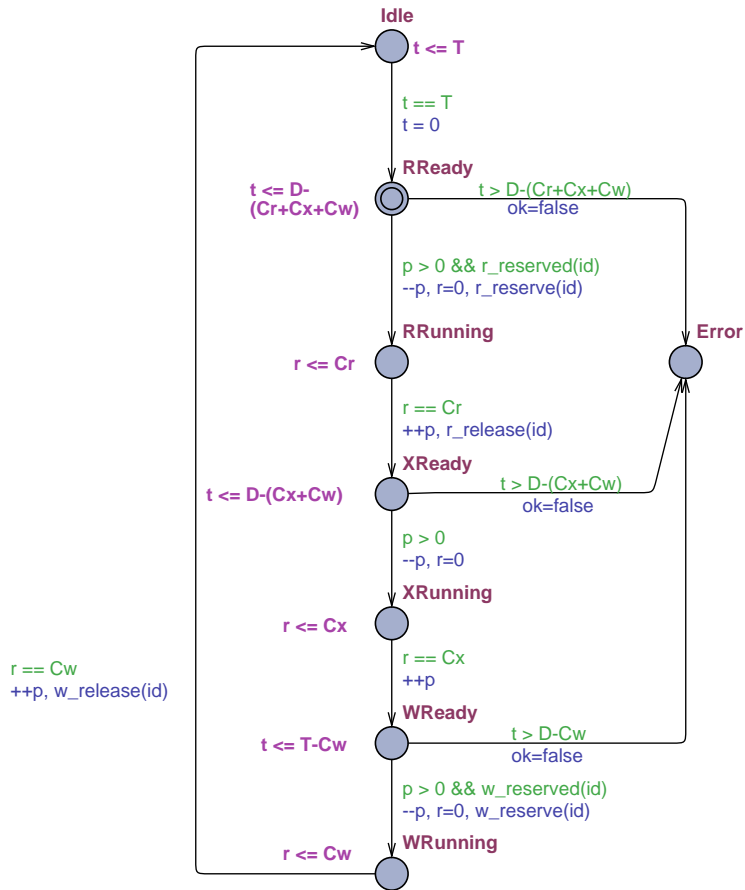 Idle
t <= T
t == T
t = 0
RReady
t <= D-
(Cr+Cx+Cw)
t > D-(Cr+Cx+Cw)
ok=false
p > 0 && r_reserved(id)
--p, r=0, r_reserve(id)
RRunning
Error
r <= Cr
r == Cr
++p, r_release(id)
XReady
t <= D-(Cx+Cw)
t > D-(Cx+Cw)
ok=false
p > 0
--p, r=0
XRunning
r <= Cx
r == Cx
++p
r == Cw
++p, w_release(id)
WReady
t <= T-Cw
t > D-Cw
ok=false
p > 0 && w_reserved(id)
--p, r=0, w_reserve(id)
WRunning
r <= Cw